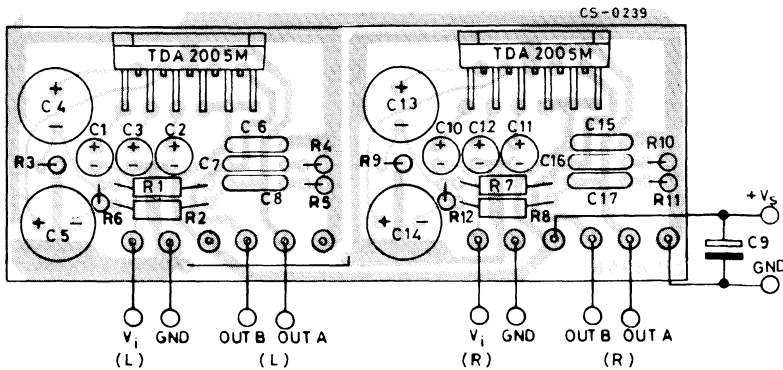 CS-0239
TDA 2005M
TDA 2005M
+
C4
-
+
C13
-
C1 C3 C2
C6
C10 C12 C11
C15
+ + +
- - -
R3
C7
R4
R9
C16
R10
R1
C8
R5
R7
C17
R11
R6
R2
R12
R8
+ -
C5
+ -
C14
+Vs
C9
GND
Vi GND OUT B OUT A
(L) (L)
Vi GND OUT B OUT A
(R) (R)